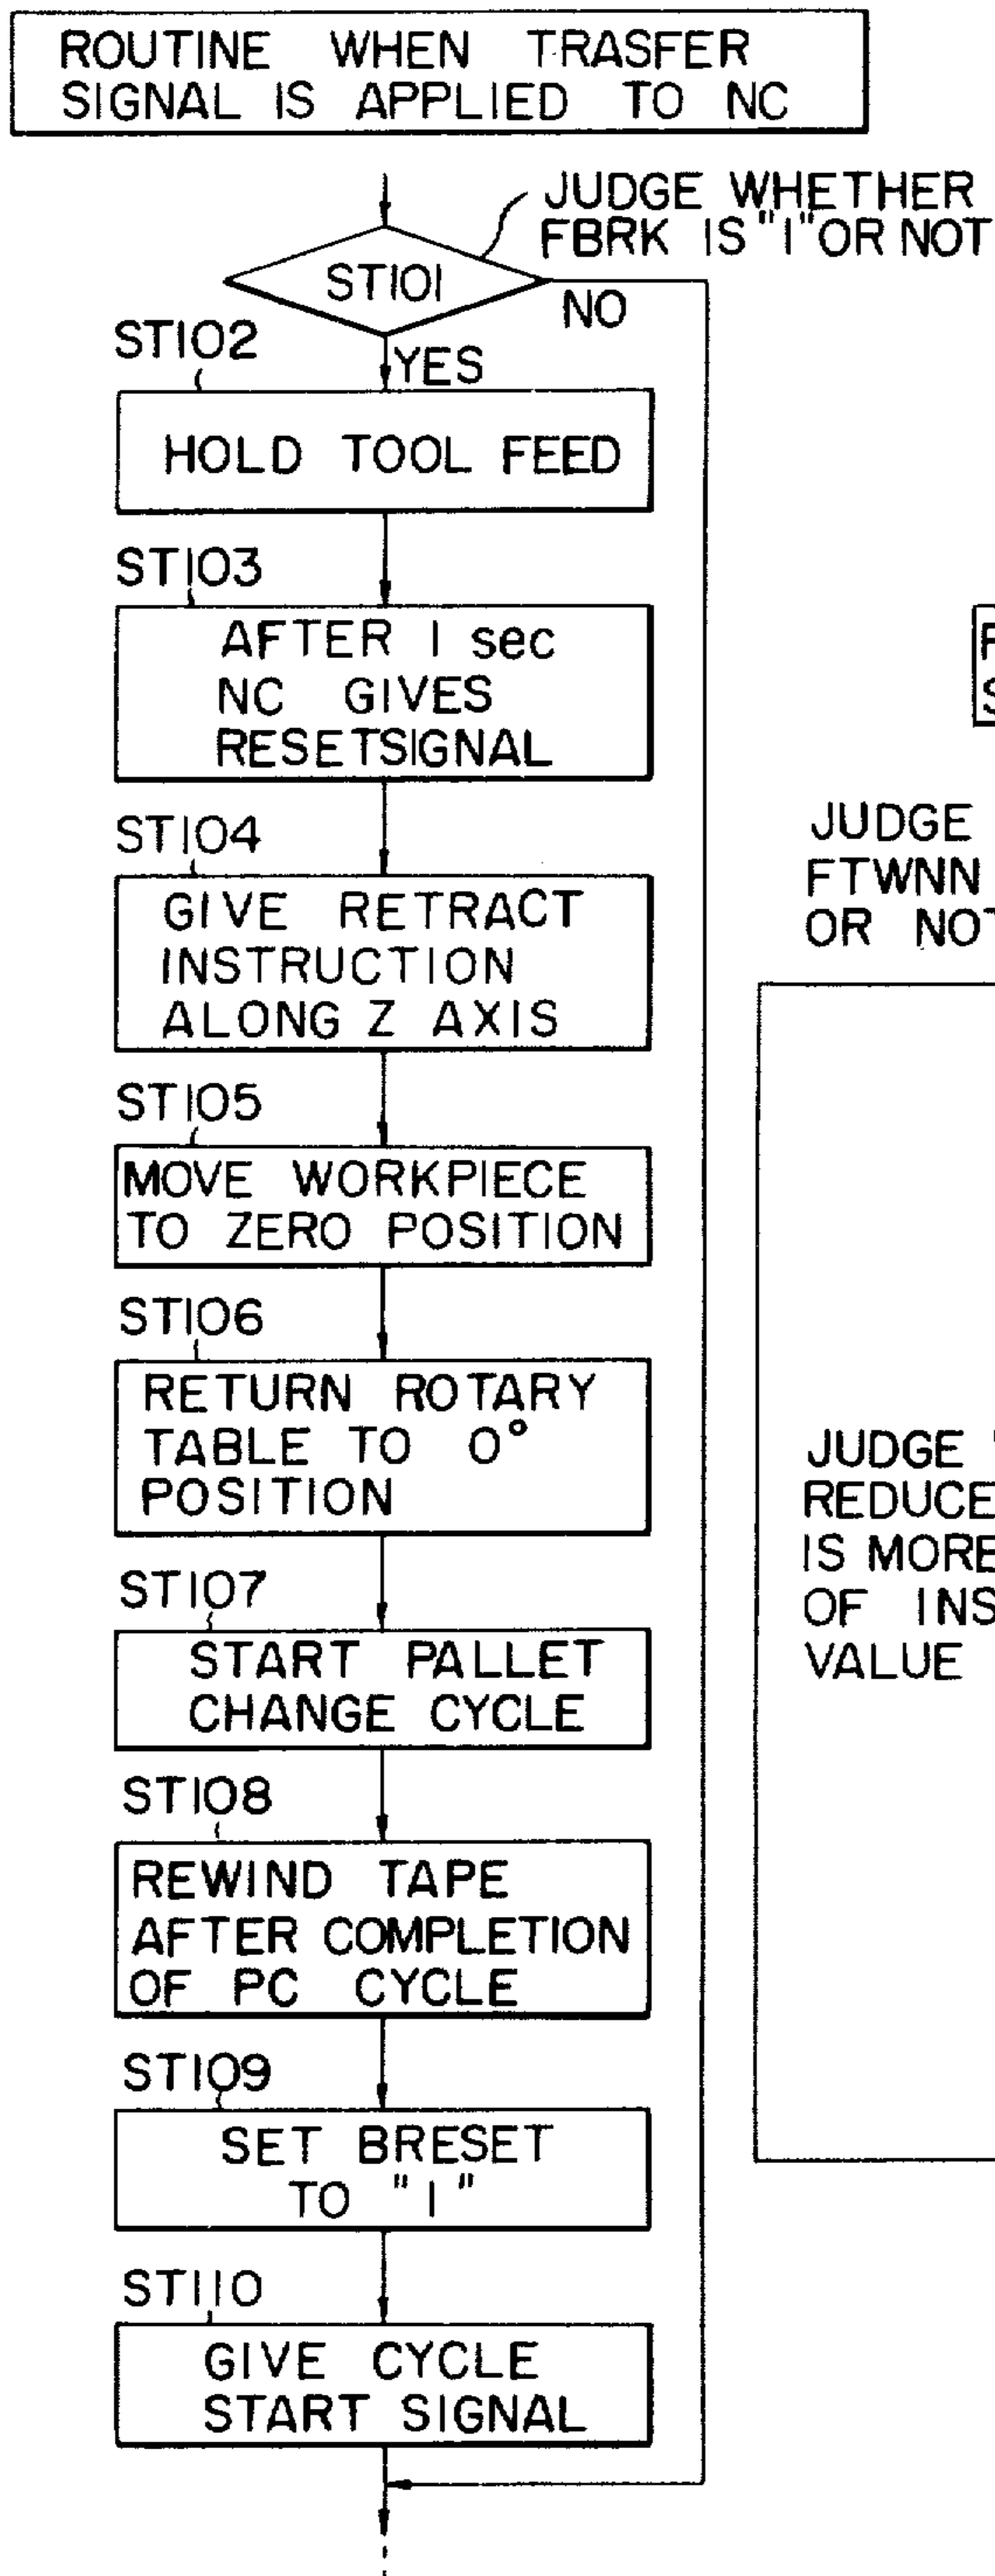 ROUTINE WHEN TRASFER
SIGNAL IS APPLIED TO NC
JUDGE WHETHER
FBRK IS "1" OR NOT
ST101
NO
YES
ST102
HOLD TOOL FEED
ST103
AFTER 1 sec
NC GIVES
RESETSIGNAL
ST104
GIVE RETRACT
INSTRUCTION
ALONG Z AXIS
ST105
MOVE WORKPIECE
TO ZERO POSITION
ST106
RETURN ROTARY
TABLE TO 0°
POSITION
ST107
START PALLET
CHANGE CYCLE
ST108
REWIND TAPE
AFTER COMPLETION
OF PC CYCLE
ST109
SET BRESET
TO "1"
ST110
GIVE CYCLE
START SIGNAL
JUDGE
FTWNN
OR NOT
JUDGE
REDUCE
IS MORE
OF INS
VALUE